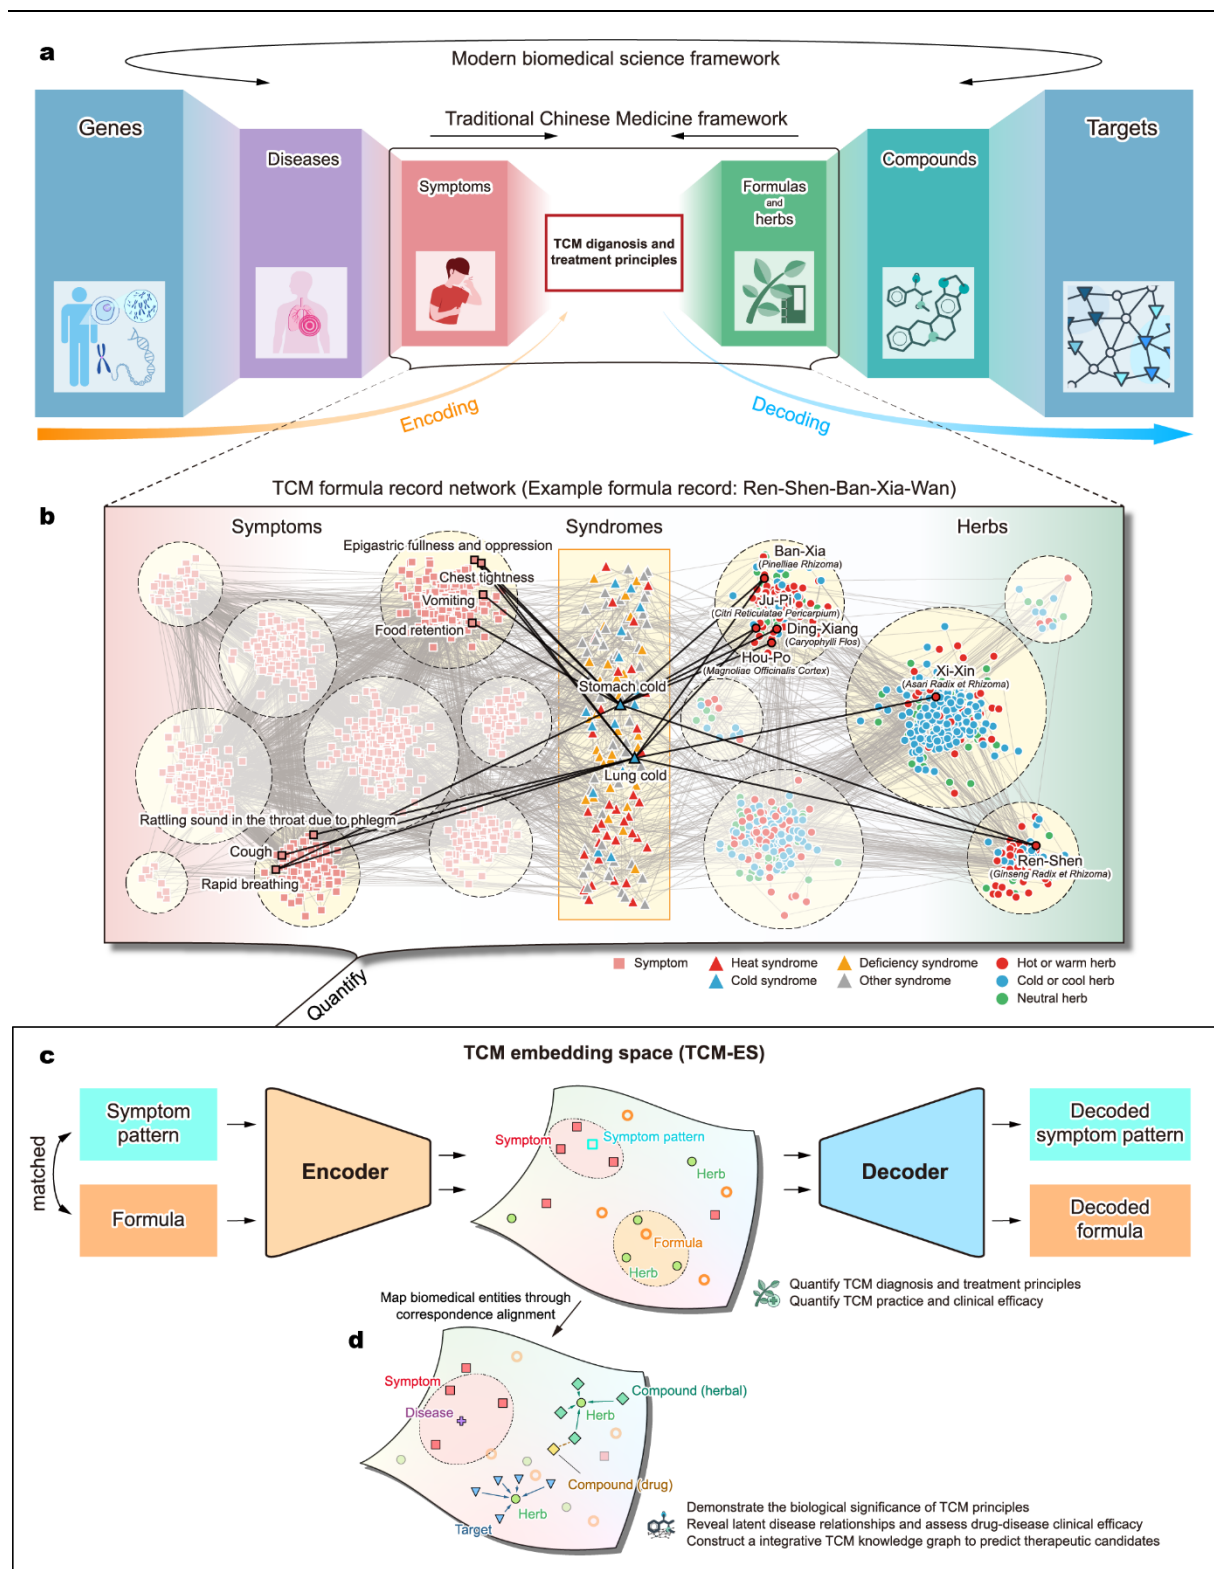 a
Modern biomedical science framework
Traditional Chinese Medicine framework
Genes
Diseases
Symptoms
TCM diganosis and
treatment principles
Formulas
and
herbs
Compounds
Targets
Encoding
Decoding
TCM formula record network (Example formula record: Ren-Shen-Ban-Xia-Wan)
b
Symptoms
Syndromes
Herbs
Epigastric fullness and oppression
Chest tightness
Vomiting
Food retention
Ban-Xia
(Pinelliae Rhizoma)
Ju-Pi
(Citri Reticulatae Pericarpium)
Ding-Xiang
(Caryophylli Flos)
Hou-Po
(Magnoliae Officinalis Cortex)
Xi-Xin
(Asari Radix et Rhizoma)
Stomach cold
Lung cold
Rattling sound in the throat due to phlegm
Cough
Rapid breathing
Ren-Shen
(Ginseng Radix et Rhizoma)
Quantify
Symptom
Heat syndrome
Deficiency syndrome
Hot or warm herb
Cold syndrome
Other syndrome
Cold or cool herb
Neutral herb
c
TCM embedding space (TCM-ES)
matched
Symptom
pattern
Formula
Encoder
Symptom
Symptom pattern
Herb
Formula
Herb
Decoder
Decoded
symptom pattern
Decoded
formula
Quantify TCM diagnosis and treatment principles
Quantify TCM practice and clinical efficacy
Map biomedical entities through
correspondence alignment
d
Symptom
Disease
Compound (herbal)
Herb
Compound (drug)
Herb
Target
Demonstrate the biological significance of TCM principles
Reveal latent disease relationships and assess drug-disease clinical efficacy
Construct a integrative TCM knowledge graph to predict therapeutic candidates